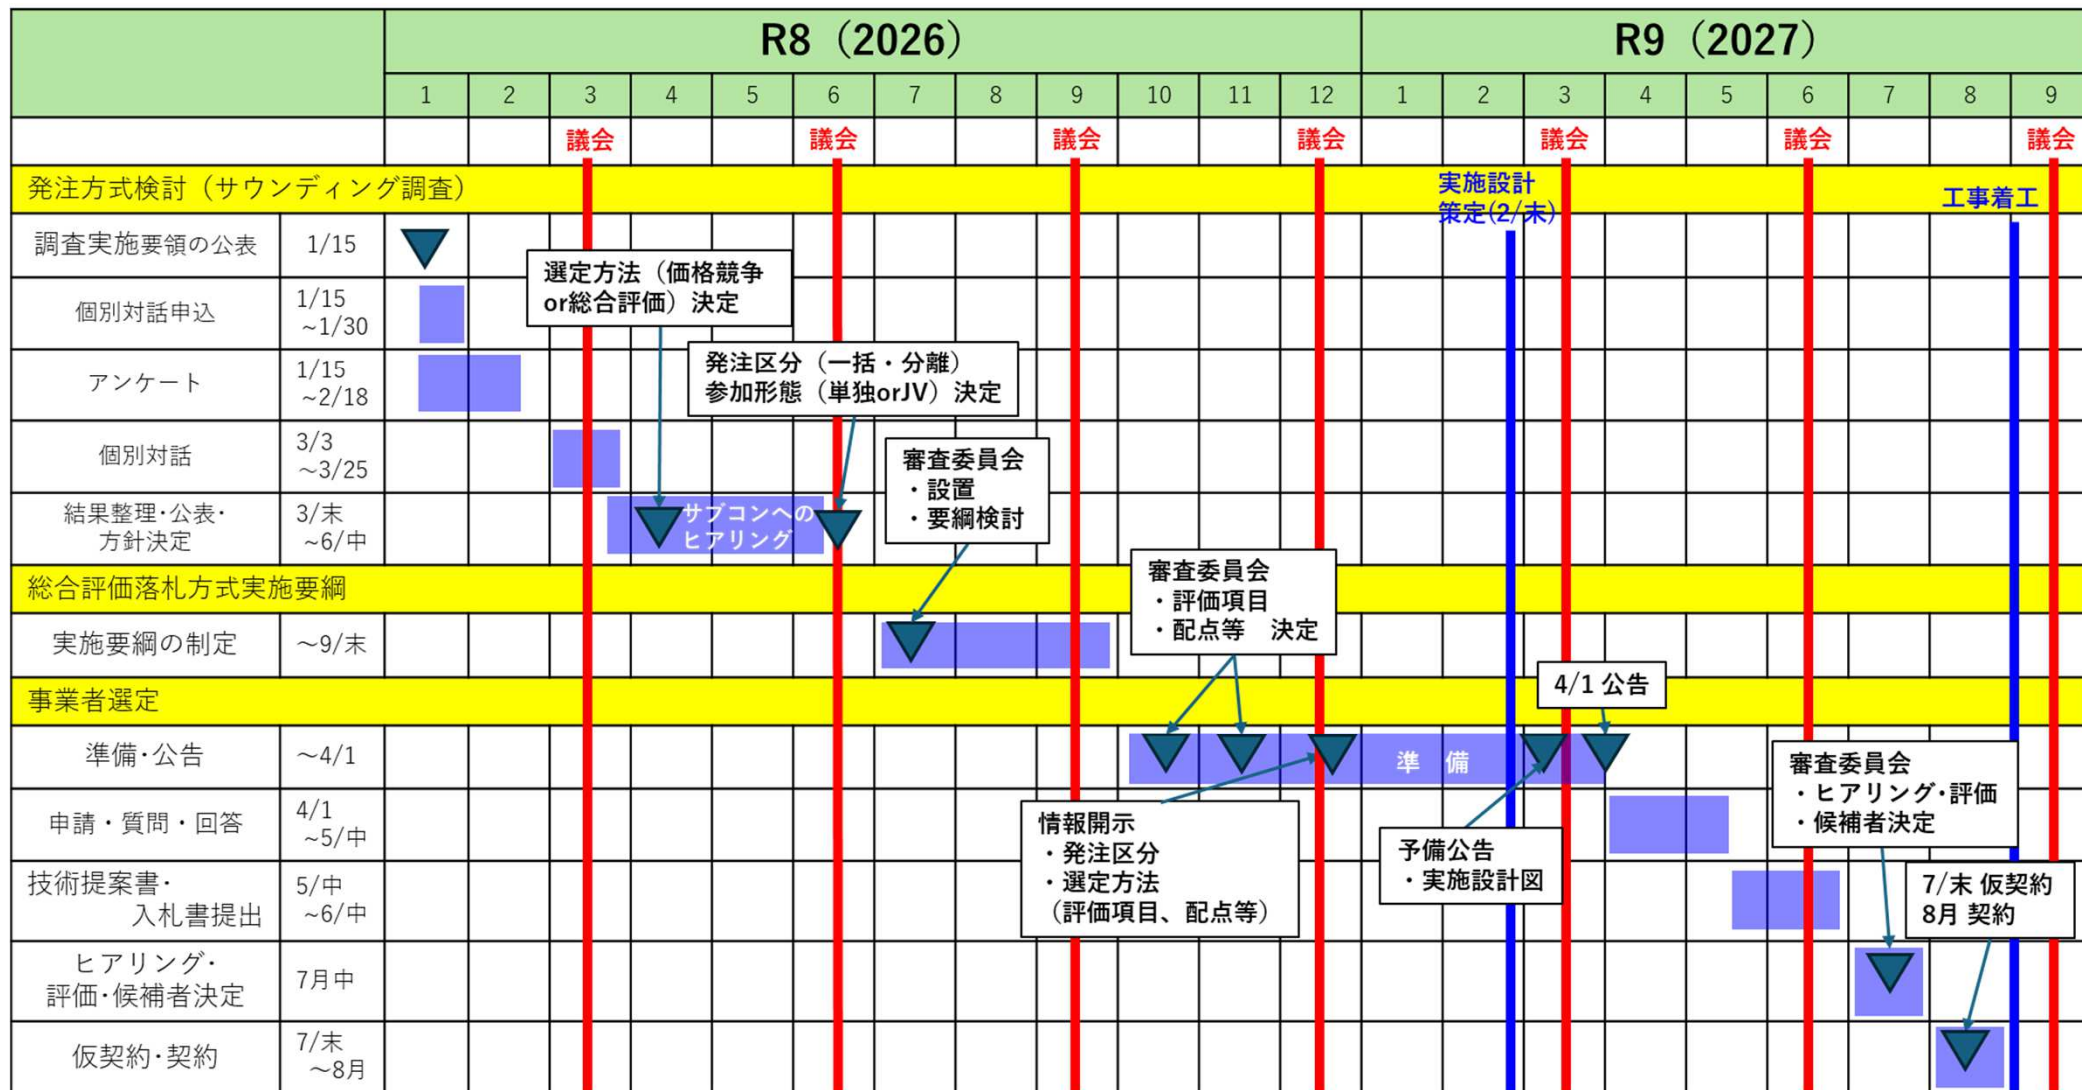 R8（2026）
R9（2027）
1 2 3 4 5 6 7 8 9 10 11 12 1 2 3 4 5 6 7 8 9
議会 議会 議会 議会 議会 議会 議会
発注方式検討（サウンディング調査）
実施設計
策定(2/末)
工事着工
調査実施要領の公表 1/15
選定方法（価格競争
or総合評価）決定
個別対話申込 1/15
~1/30
発注区分（一括・分離）
参加形態（単独orJV）決定
アンケート 1/15
~2/18
個別対話 3/3
～3/25
審査委員会
・設置
・要綱検討
結果整理・公表・
方針決定
3/末
~6/中
サブコンへの
ヒアリング
審査委員会
・評価項目
・配点等　決定
総合評価落札方式実施要綱
実施要綱の制定 ～9/末
事業者選定
4/1 公告
準備・公告 ～4/1
準　備
審査委員会
・ヒアリング・評価
・候補者決定
申請・質問・回答 4/1
~5/中
情報開示
・発注区分
・選定方法
（評価項目、配点等）
予備公告
・実施設計図
技術提案書・
入札書提出
5/中
~6/中
7/末 仮契約
8月 契約
ヒアリング・
評価・候補者決定
7月中
仮契約・契約 7/末
～8月